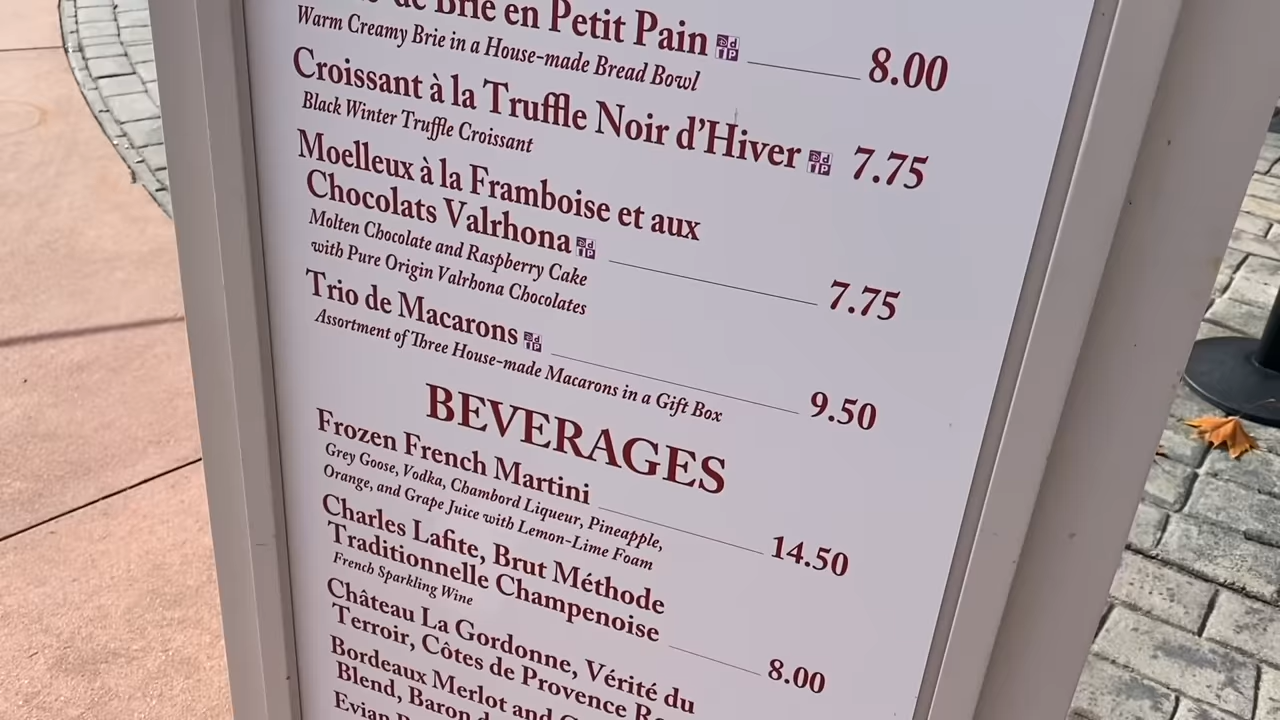 de Brie en Petit Pain 8.00
Warm Creamy Brie in a House-made Bread Bowl
Croissant à la Truffle Noir d'Hiver 7.75
Black Winter Truffle Croissant
Moelleux à la Framboise et aux
Chocolats Valrhona 7.75
Molten Chocolate and Raspberry Cake
with Pure Origin Valrhona Chocolates
Trio de Macarons 9.50
Assortment of Three House-made Macarons in a Gift Box
BEVERAGES
Frozen French Martini 14.50
Grey Goose, Vodka, Chambord Liqueur, Pineapple,
Orange, and Grape Juice with Lemon-Lime Foam
Charles Lafite, Brut Méthode
Traditionnelle Champenoise 8.00
French Sparkling Wine
Château La Gordonne, Vérité du
Terroir, Côtes de Provence
Bordeaux Merlot and
Blend, Baron
Evian